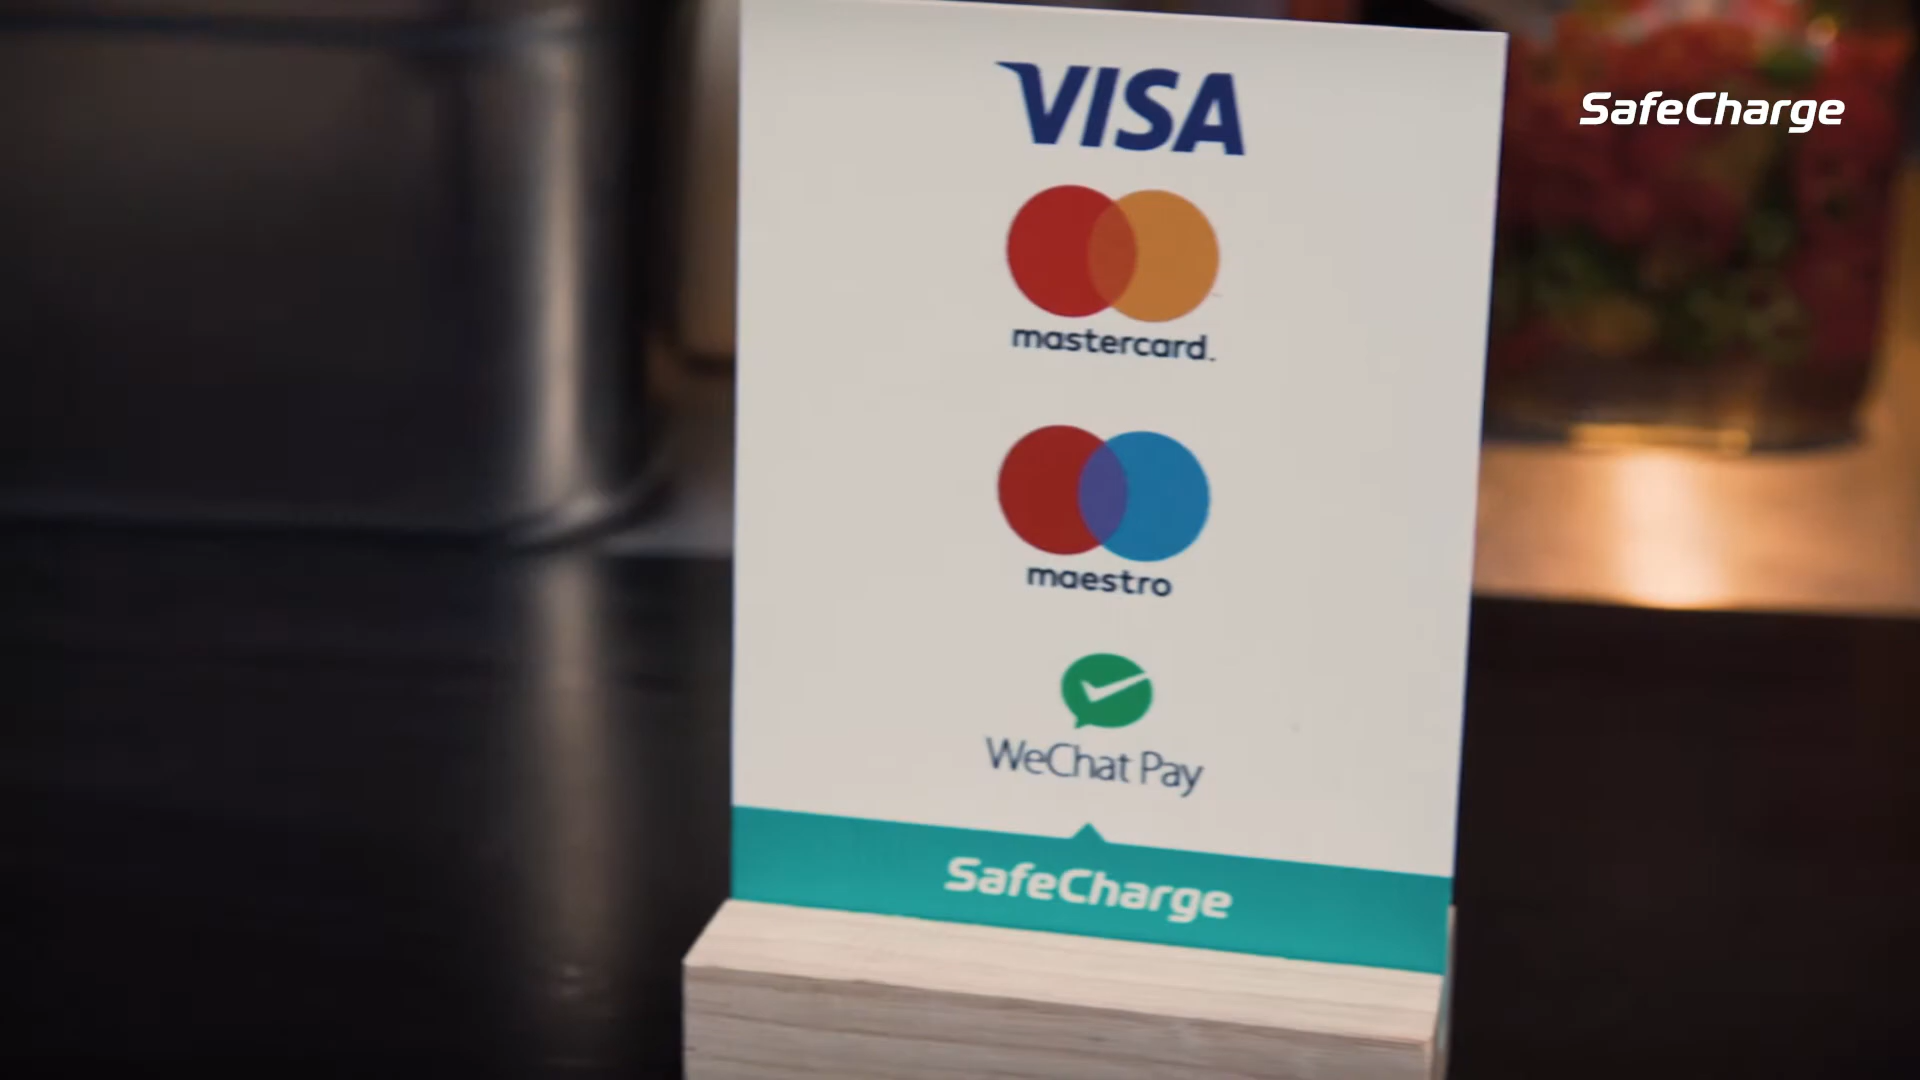 VISA
SafeCharge
mastercard.
maestro
WeChat Pay
SafeCharge